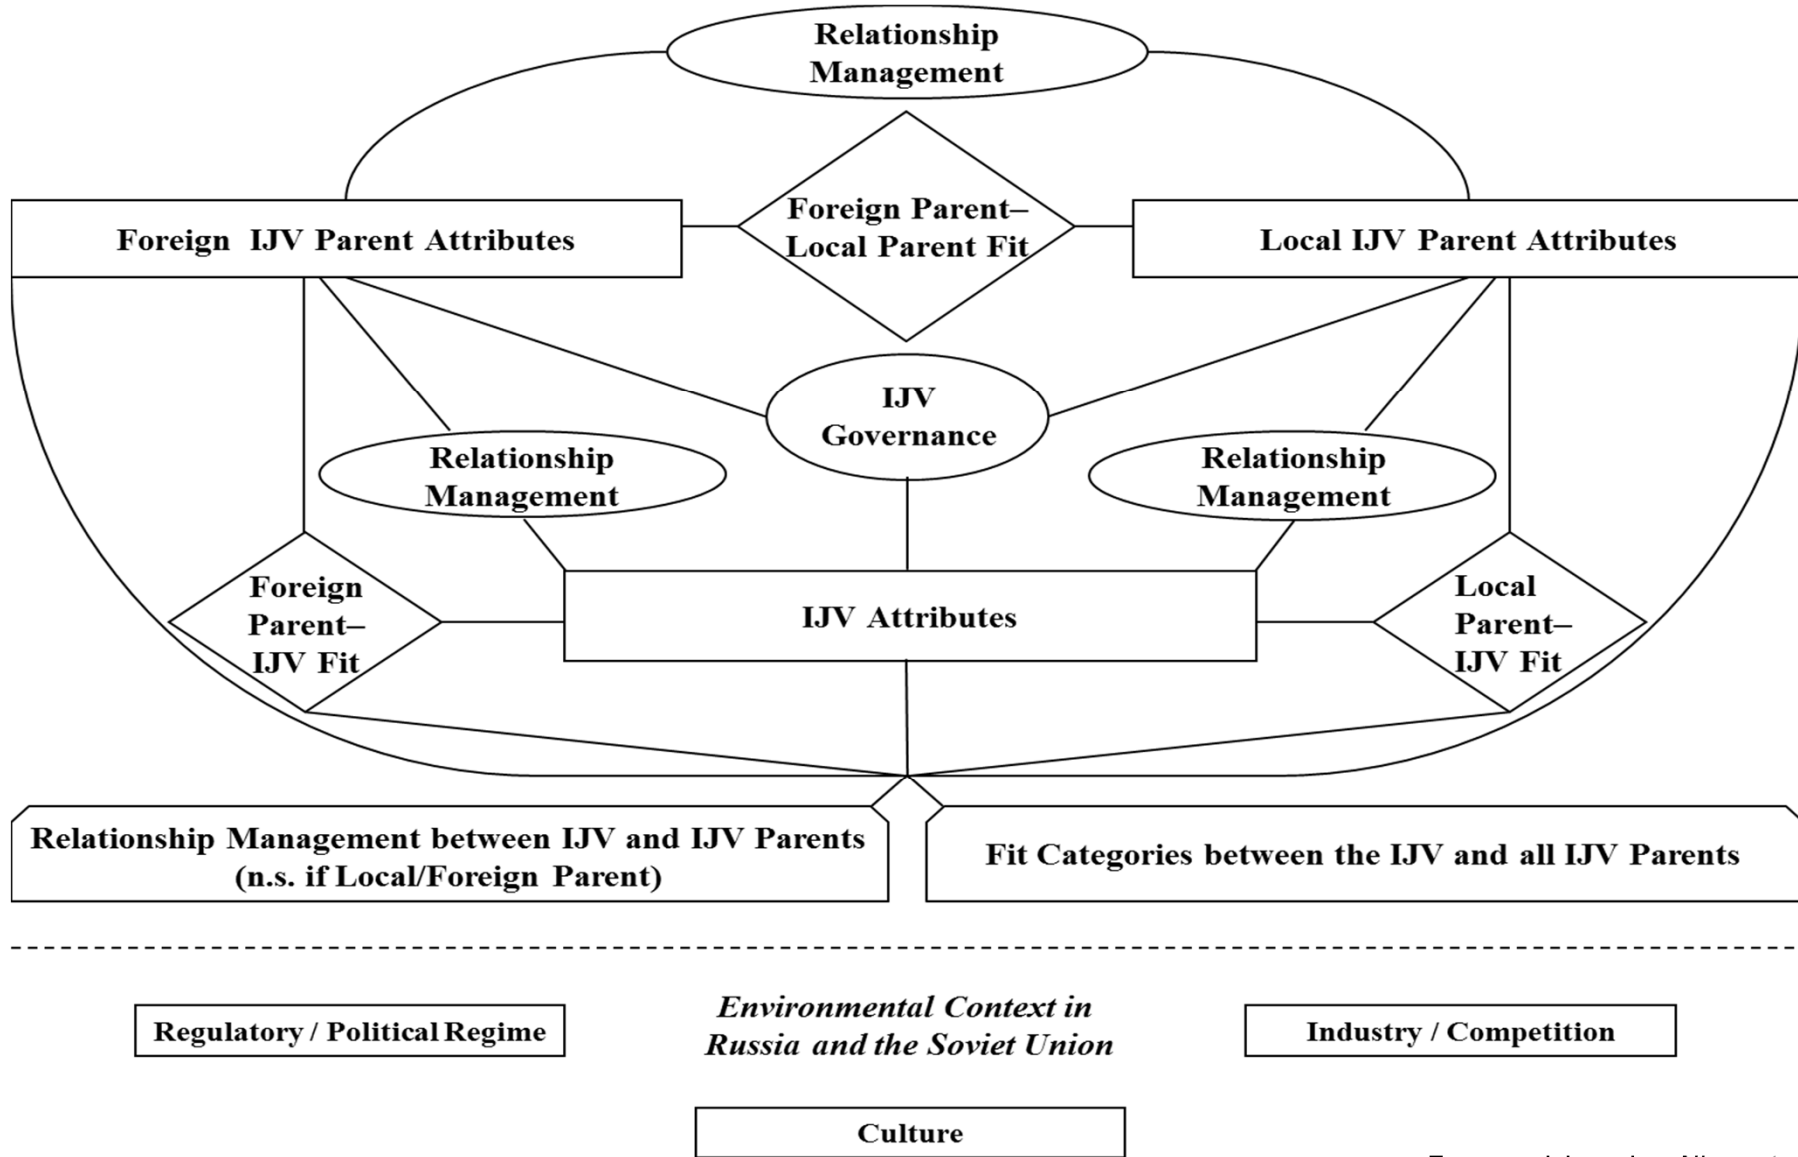 Relationship
Management
Foreign Parent–
Local Parent Fit
Foreign IJV Parent Attributes
Local IJV Parent Attributes
IJV
Governance
Relationship
Management
Relationship
Management
Foreign
Parent–
IJV Fit
IJV Attributes
Local
Parent–
IJV Fit
Relationship Management between IJV and IJV Parents
(n.s. if Local/Foreign Parent)
Fit Categories between the IJV and all IJV Parents
Regulatory / Political Regime
Environmental Context in
Russia and the Soviet Union
Industry / Competition
Culture